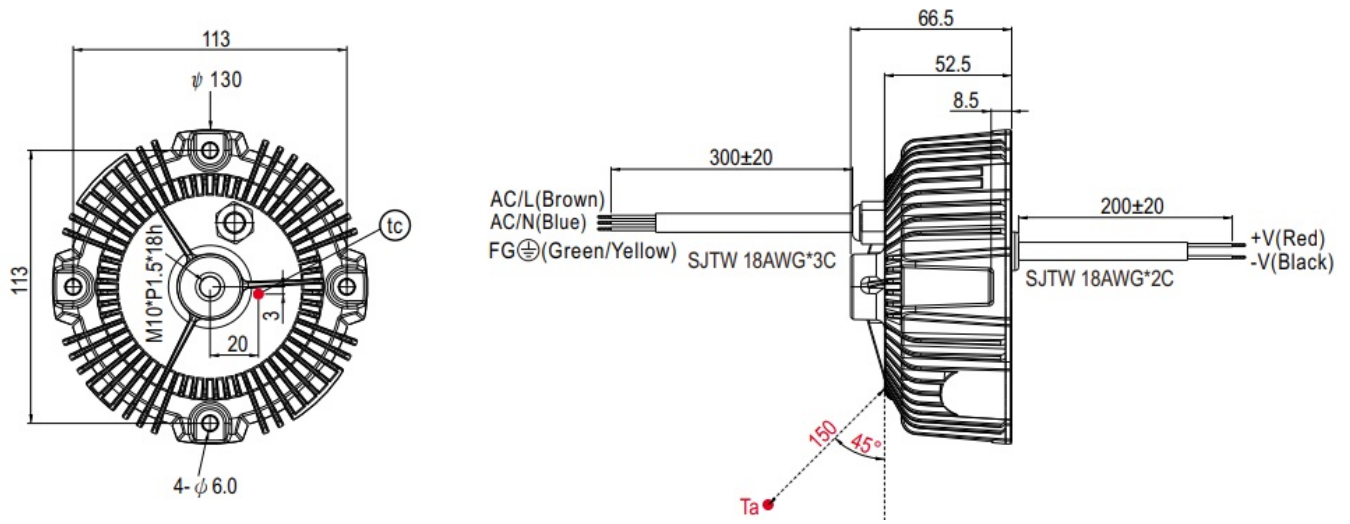 113
ψ 130
113
M10*P1.5*18h
tc
3
20
4-ϕ 6.0
66.5
52.5
8.5
300±20
AC/L(Brown)
AC/N(Blue)
FG⏚(Green/Yellow)
SJTW 18AWG*3C
200±20
+V(Red)
-V(Black)
SJTW 18AWG*2C
150
45°
Ta